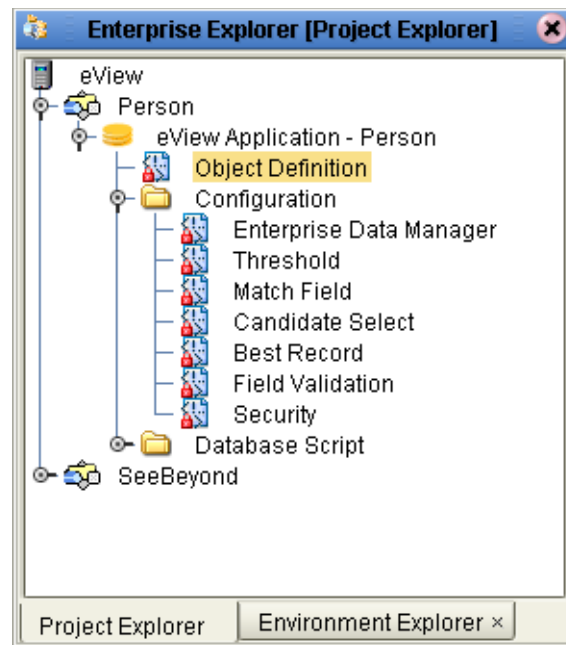 Enterprise Explorer [Project Explorer]
eView
Person
eView Application - Person
Object Definition
Configuration
Enterprise Data Manager
Threshold
Match Field
Candidate Select
Best Record
Field Validation
Security
Database Script
SeeBeyond
Project Explorer
Environment Explorer ×